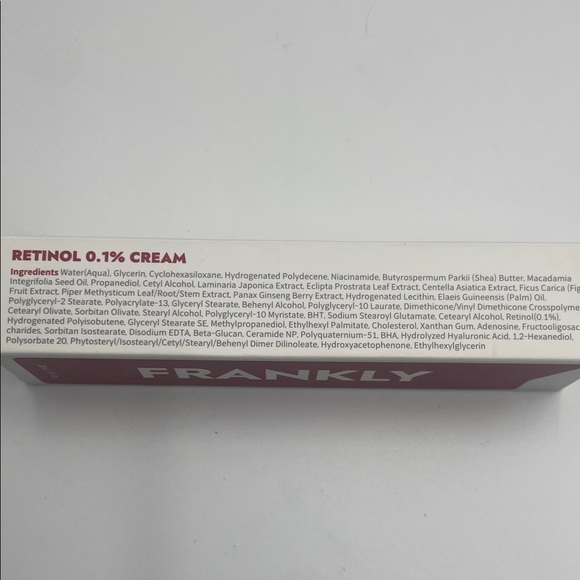 RETINOL 0.1% CREAM
Ingredients Water(Aqua), Glycerin, Cyclohexasiloxane, Hydrogenated Polydecene, Niacinamide, Butyrospermum Parkii (Shea) Butter, Macadamia
Integrifolia Seed Oil, Propanediol, Cetyl Alcohol, Laminaria Japonica Extract, Eclipta Prostrata Leaf Extract, Centella Asiatica Extract, Ficus Carica (Fig
Fruit Extract, Piper Methysticum Leaf/Root/Stem Extract, Panax Ginseng Berry Extract, Hydrogenated Lecithin, Elaeis Guineensis (Palm) Oil,
Polyglyceryl-2 Stearate, Polyacrylate-13, Glyceryl Stearate, Behenyl Alcohol, Polyglyceryl-10 Laurate, Dimethicone/Vinyl Dimethicone Crosspolyme
Cetearyl Olivate, Sorbitan Olivate, Stearyl Alcohol, Polyglyceryl-10 Myristate, BHT, Sodium Stearoyl Glutamate, Cetearyl Alcohol, Retinol(0.1%),
Hydrogenated Polyisobutene, Glyceryl Stearate SE, Methylpropanediol, Ethylhexyl Palmitate, Cholesterol, Xanthan Gum, Adenosine, Fructooligosac
charides, Sorbitan Isostearate, Disodium EDTA, Beta-Glucan, Ceramide NP, Polyquaternium-51, BHA, Hydrolyzed Hyaluronic Acid, 1,2-Hexanediol,
Polysorbate 20, Phytosteryl/Isostearyl/Cetyl/Stearyl/Behenyl Dimer Dilinoleate, Hydroxyacetophenone, Ethylhexylglycerin
FRANKLY